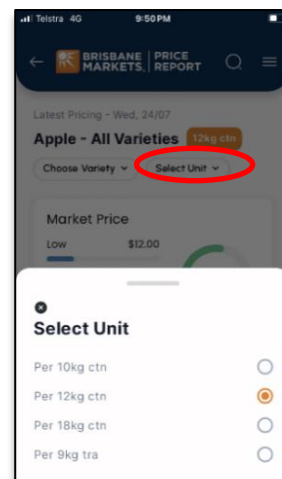 Telstra 4G 9:50 PM
BRISBANE MARKETS. PRICE REPORT
Latest Pricing - Wed, 24/07
Apple - All Varieties 12kg ctn
Choose Variety Select Unit
Market Price
Low $12.00
Select Unit
Per 10kg ctn
Per 12kg ctn
Per 18kg ctn
Per 9kg tra